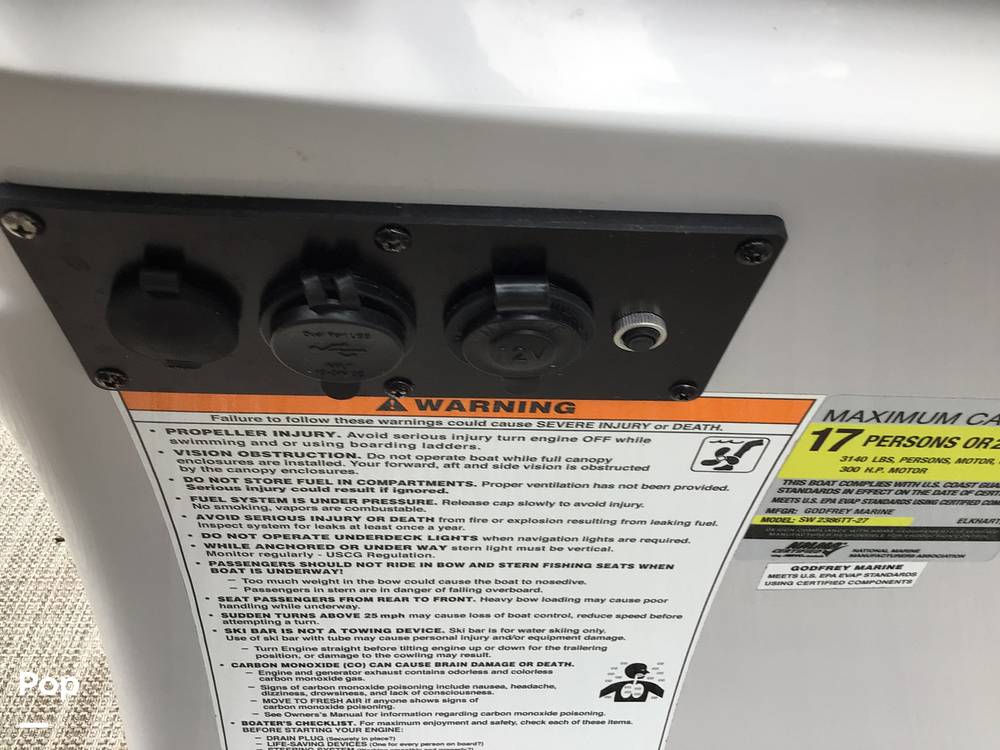 Dual Port USB
12V
WARNING
Failure to follow these warnings could cause SEVERE INJURY or DEATH.
• PROPELLER INJURY. Avoid serious injury turn engine OFF while
swimming and or using boarding ladders.
• VISION OBSTRUCTION. Do not operate boat while full canopy
enclosures are installed. Your forward, aft and side vision is obstructed
by the canopy enclosures.
• DO NOT STORE FUEL IN COMPARTMENTS. Proper ventilation has not been provided.
Serious injury could result if ignored.
• FUEL SYSTEM IS UNDER PRESSURE. Release cap slowly to avoid injury.
No smoking, vapors are combustable.
• AVOID SERIOUS INJURY OR DEATH from fire or explosion resulting from leaking fuel.
Inspect system for leaks at least once a year.
• DO NOT OPERATE UNDERDECK LIGHTS when navigation lights are required.
• WHILE ANCHORED OR UNDER WAY stern light must be vertical.
Monitor regularly - USCG Regulation.
• PASSENGERS SHOULD NOT RIDE IN BOW AND STERN FISHING SEATS WHEN
BOAT IS UNDERWAY!
– Too much weight in the bow could cause the boat to nosedive.
– Passengers in stern are in danger of falling overboard.
• SEAT PASSENGERS FROM REAR TO FRONT. Heavy bow loading may cause poor
handling while underway.
• SUDDEN TURNS ABOVE 25 mph may cause loss of boat control, reduce speed before
attempting a turn.
• SKI BAR IS NOT A TOWING DEVICE. Ski bar is for water skiing only.
Use of ski bar with tube may cause personal injury and/or equipment damage.
– Turn Engine straight before tilting engine up or down for the trailering
position, or damage to the cowling may result.
• CARBON MONOXIDE (CO) CAN CAUSE BRAIN DAMAGE OR DEATH.
– Engine and generator exhaust contains odorless and colorless
carbon monoxide gas.
– Signs of carbon monoxide poisoning include nausea, headache,
dizziness, drowsiness, and lack of consciousness.
– MOVE TO FRESH AIR if anyone shows signs of
carbon monoxide poisoning.
– See Owners's Manual for information regarding carbon monoxide poisoning.
• BOATER'S CHECKLIST. For maximum enjoyment and safety, check each of these items.
BEFORE STARTING YOUR ENGINE:
– DRAIN PLUG (Securely in place?)
– LIFE-SAVING DEVICES (One for every person on board?)
– STEERING SYSTEM
MAXIMUM CA
17 PERSONS OR
3140 LBS, PERSONS, MOTOR,
300 H.P. MOTOR
THIS BOAT COMPLIES WITH U.S. COAST GUA
STANDARDS IN EFFECT ON THE DATE OF CERT
MEETS U.S. EPA EVAP STANDARDS USING CERTIFIED COM
MFGR: GODFREY MARINE
MODEL: SW 2386TT-27 ELKHART
NMMA
CERTIFIED
NATIONAL MARINE
MANUFACTURERS ASSOCIATION
GODFREY MARINE
MEETS U.S. EPA EVAP STANDARDS
USING CERTIFIED COMPONENTS
Pop